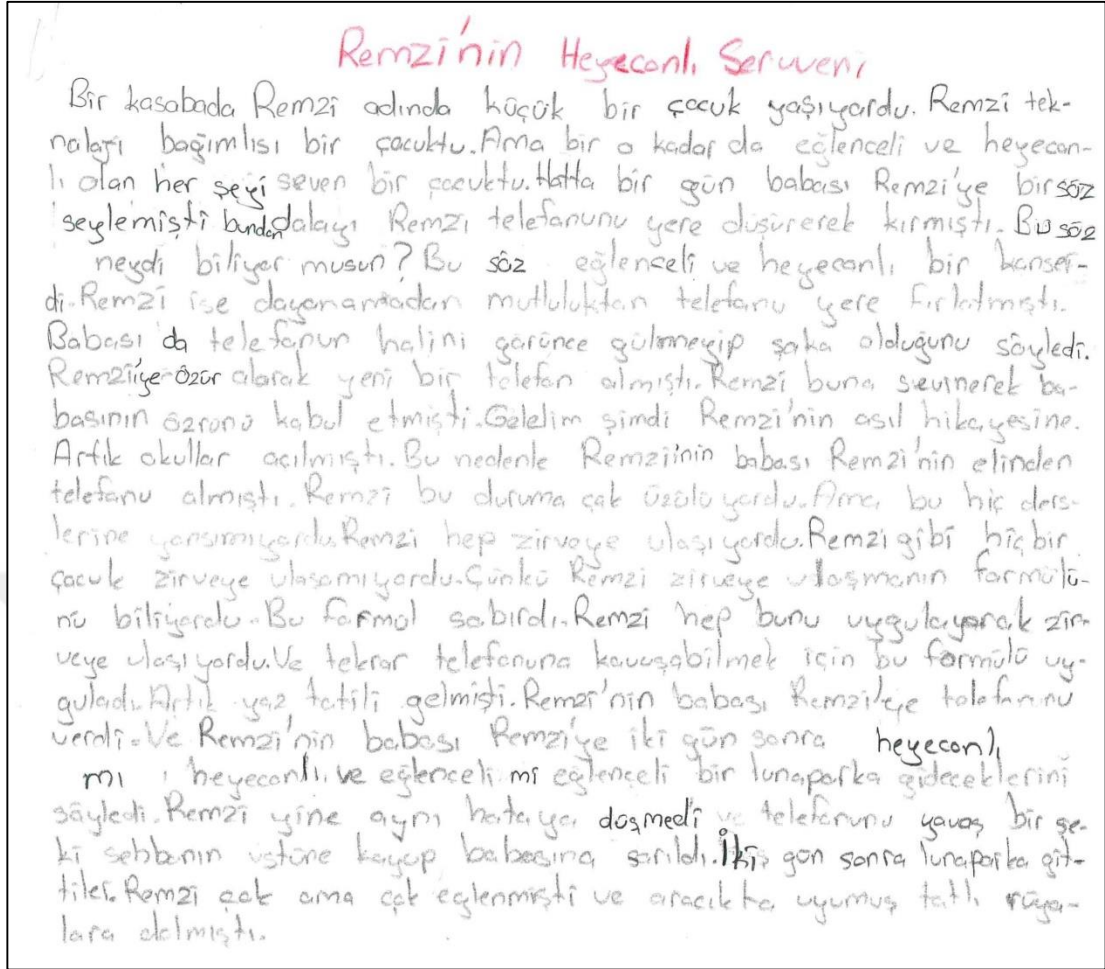 Remzi'nin Heyecanlı Serüveni
Bir kasabada Remzi adında küçük bir çocuk yaşıyordu. Remzi tek-
noloji bağımlısı bir çocuktu. Ama bir o kadar da eğlenceli ve heyecan-
lı olan her şeyi seven bir çocuktu. Hatta bir gün babası Remzi'ye bir söz
seylemişti bundan dolayı Remzi telefonunu yere düşürerek kırmıştı. Bu söz
neydi biliyor musun? Bu söz eğlenceli ve heyecanlı bir konser-
di. Remzi ise dayanamadan mutluluktan telefonu yere fırlatmıştı.
Babası da telefonun halini görünce gülmeyip şaka olduğunu söyledi.
Remzi'ye özür olarak yeni bir telefon almıştı. Remzi buna sevinerek ba-
basının özrünü kabul etmişti. Gelelim şimdi Remzi'nin asıl hikayesine.
Artık okullar açılmıştı. Bu nedenle Remzi'nin babası Remzi'nin elinden
telefonu almıştı. Remzi bu duruma çok üzülüyordu. Ama bu hiç ders-
lerine yansımıyordu. Remzi hep zirveye ulaşıyordu. Remzi gibi hiçbir
çocuk zirveye ulaşamıyordu. Çünkü Remzi zirveye ulaşmanın formülü-
nü biliyordu. Bu formül sabırdı. Remzi hep bunu uygulayarak zir-
veye ulaşıyordu. Ve tekrar telefonuna kavuşabilmek için bu formülü uy-
guladı. Artık yaz tatili gelmişti. Remzi'nin babası Remzi'ye telefonunu
verdi. Ve Remzi'nin babası Remzi'ye iki gün sonra heyecanlı
mı heyecanlı ve eğlenceli mi eğlenceli bir lunaparka gideceklerini
söyledi. Remzi yine aynı hataya düşmedi ve telefonunu yavaş bir şe-
ki sehbanın üstüne koyup babasına sarıldı. İki gün sonra lunaparka git-
tiler. Remzi çok ama çok eğlenmişti ve aracıkta uyumuş tatlı rüya-
lara dalmıştı.